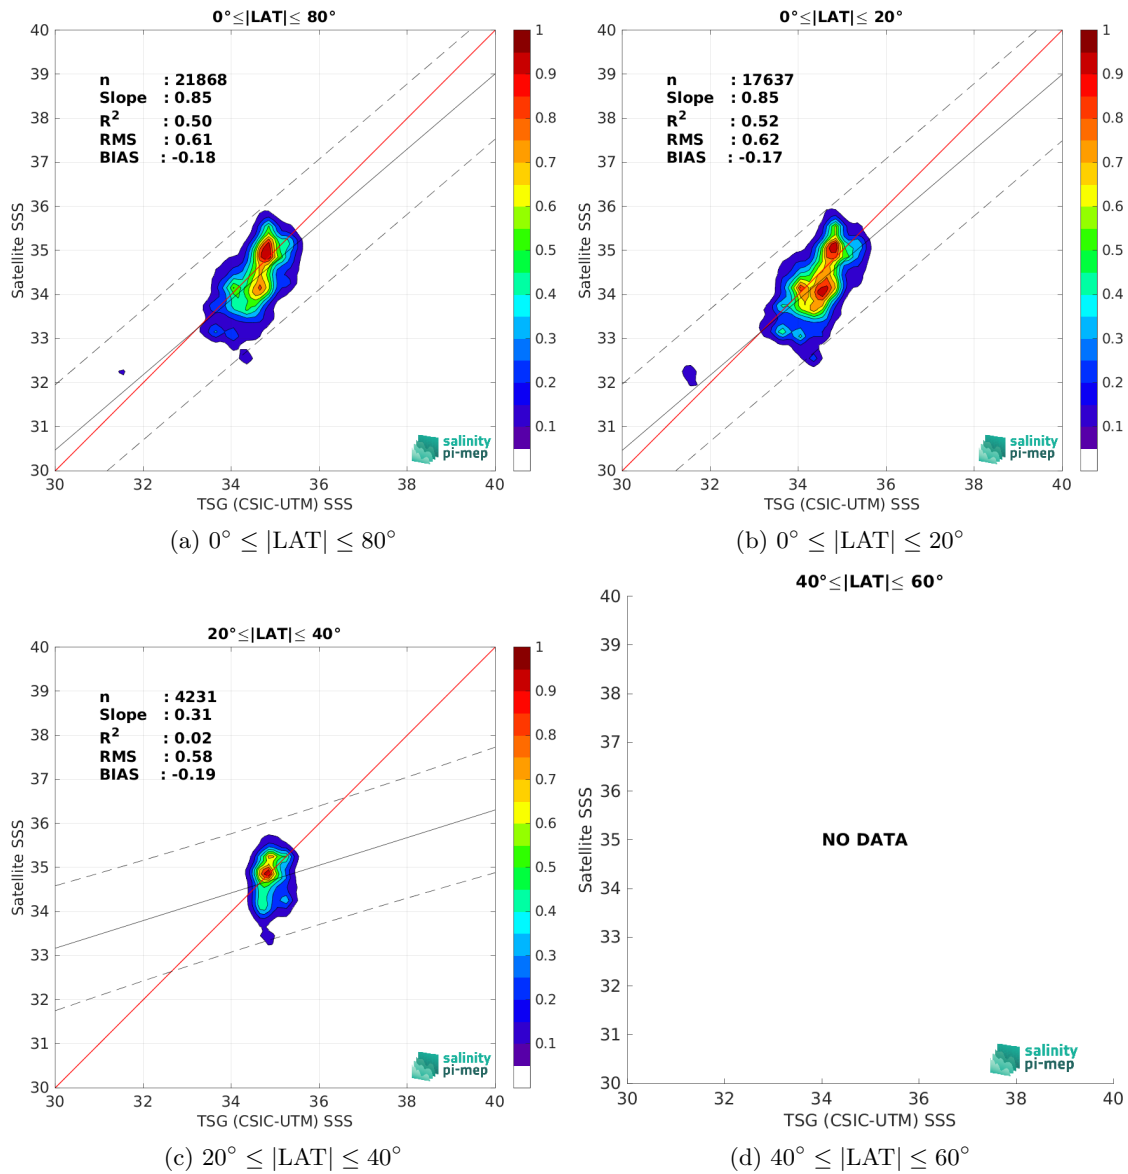 0°≤|LAT|≤ 80°
40
39
38
37
36
35
34
33
32
31
30
Satellite SSS
n : 21868
Slope : 0.85
R² : 0.50
RMS : 0.61
BIAS : -0.18
salinity
pi-mep
30 32 34 36 38 40
TSG (CSIC-UTM) SSS
1
0.9
0.8
0.7
0.6
0.5
0.4
0.3
0.2
0.1
(a) 0° ≤ |LAT| ≤ 80°
0°≤|LAT|≤ 20°
40
39
38
37
36
35
34
33
32
31
30
Satellite SSS
n : 17637
Slope : 0.85
R² : 0.52
RMS : 0.62
BIAS : -0.17
salinity
pi-mep
30 32 34 36 38 40
TSG (CSIC-UTM) SSS
1
0.9
0.8
0.7
0.6
0.5
0.4
0.3
0.2
0.1
(b) 0° ≤ |LAT| ≤ 20°
20°≤|LAT|≤ 40°
40
39
38
37
36
35
34
33
32
31
30
Satellite SSS
n : 4231
Slope : 0.31
R² : 0.02
RMS : 0.58
BIAS : -0.19
salinity
pi-mep
30 32 34 36 38 40
TSG (CSIC-UTM) SSS
1
0.9
0.8
0.7
0.6
0.5
0.4
0.3
0.2
0.1
(c) 20° ≤ |LAT| ≤ 40°
40°≤|LAT|≤ 60°
40
39
38
37
36
35
34
33
32
31
30
Satellite SSS
NO DATA
salinity
pi-mep
30 32 34 36 38 40
TSG (CSIC-UTM) SSS
(d) 40° ≤ |LAT| ≤ 60°